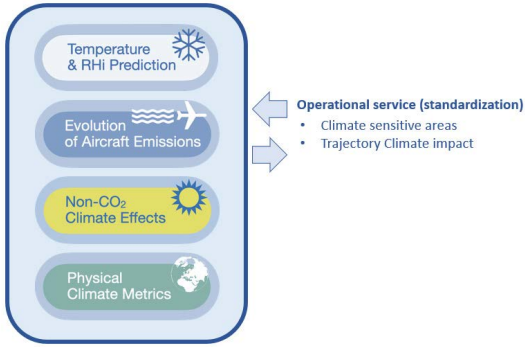 Temperature
& RHi Prediction
Evolution
of Aircraft Emissions
Non-CO₂
Climate Effects
Physical
Climate Metrics
Operational service (standardization)
• Climate sensitive areas
• Trajectory Climate impact